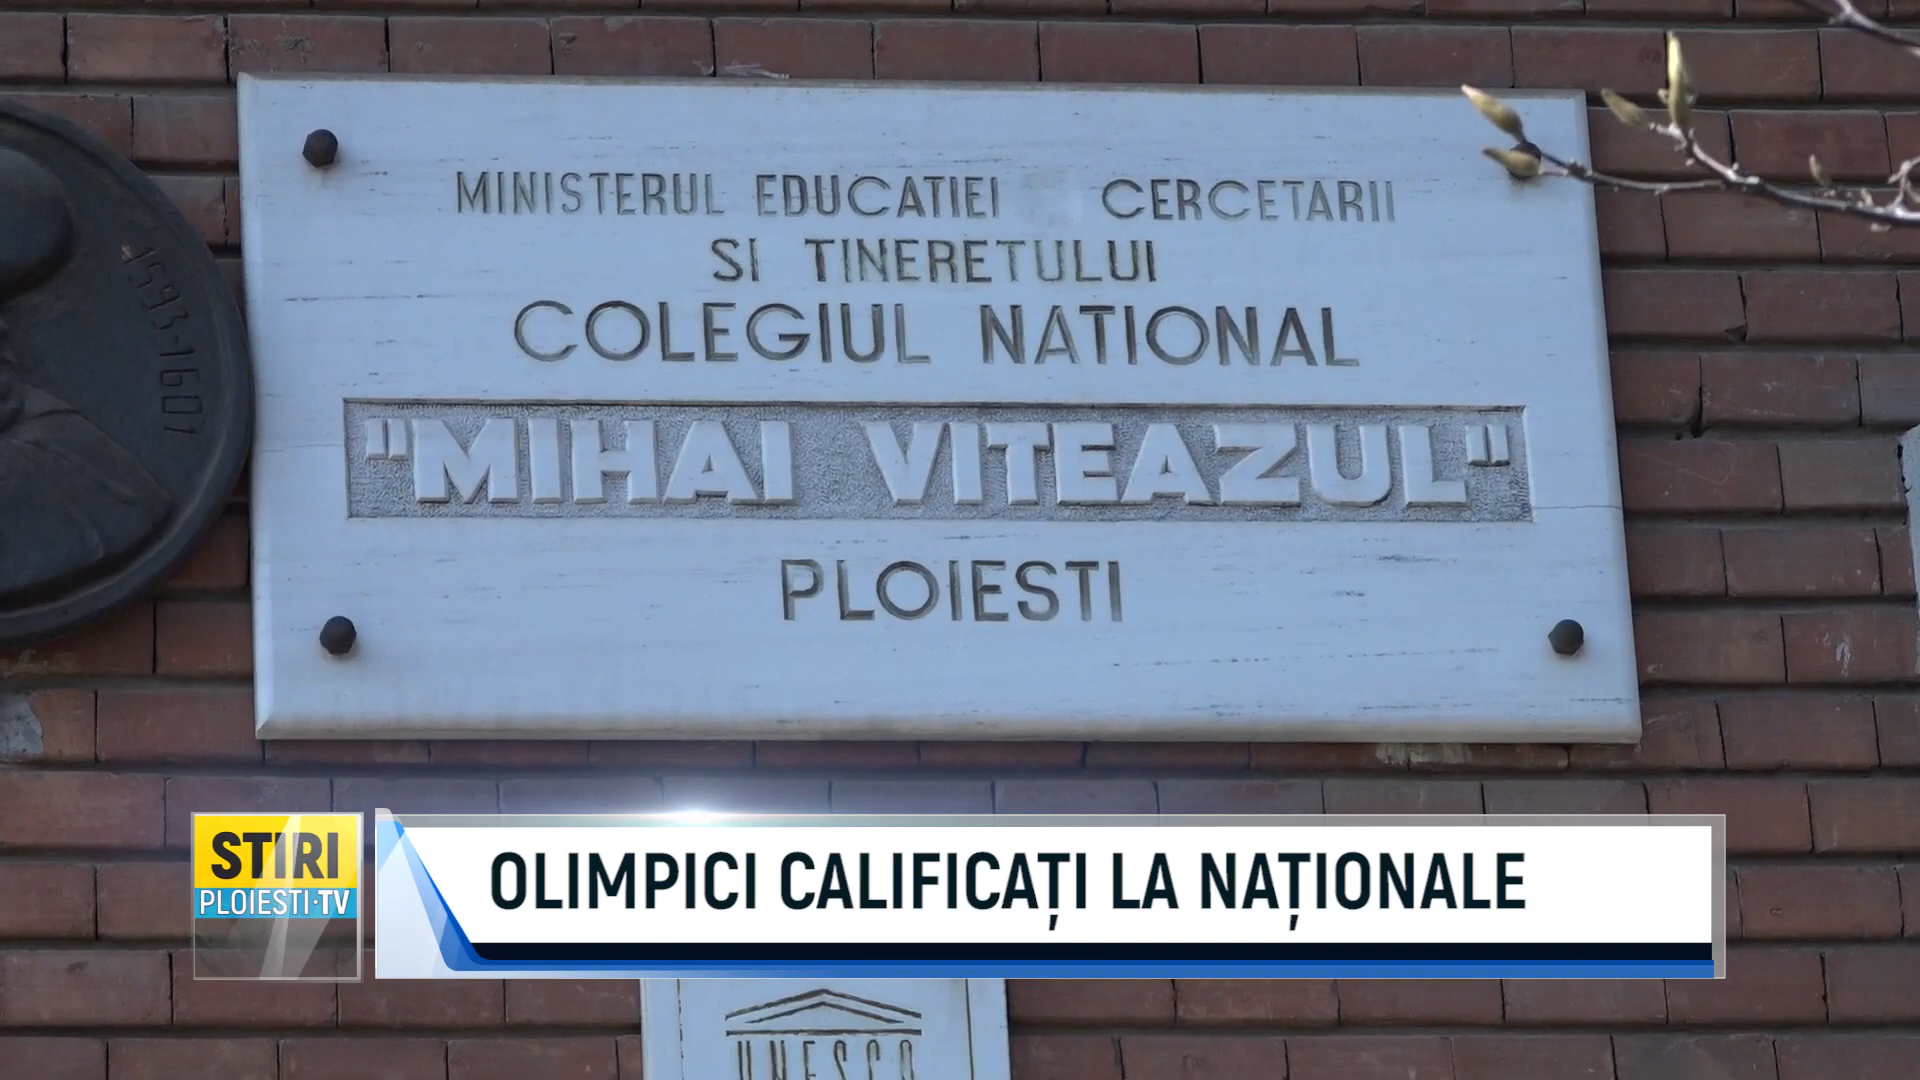 1593-1601
MINISTERUL EDUCATIEI CERCETARII
SI TINERETULUI
COLEGIUL NATIONAL
"MIHAI VITEAZUL"
PLOIESTI
STIRI
PLOIESTI·TV
OLIMPICI CALIFICAȚI LA NAȚIONALE
UNESCO